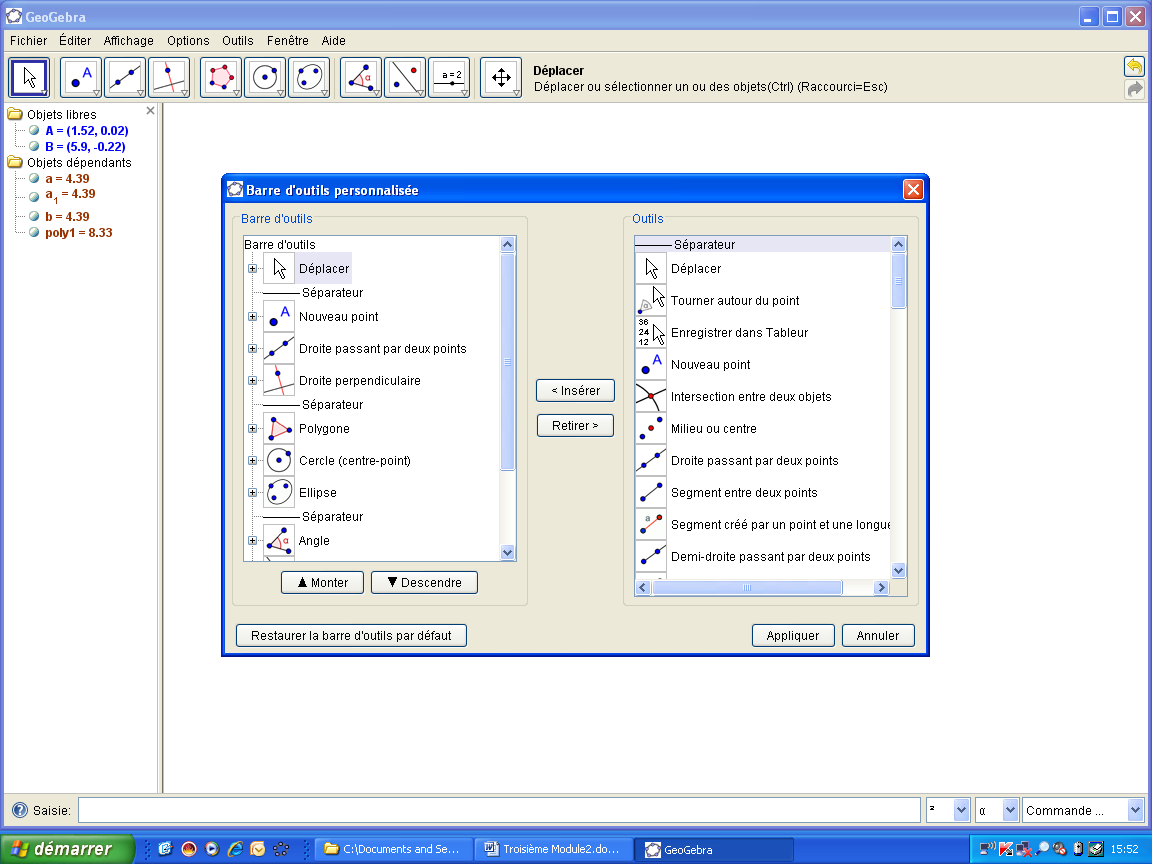 GeoGebra
Fichier Éditer Affichage Options Outils Fenêtre Aide
A
α
a = 2
Déplacer
Déplacer ou sélectionner un ou des objets(Ctrl) (Raccourci=Esc)
Objets libres
A = (1.52, 0.02)
B = (5.9, -0.22)
Objets dépendants
a = 4.39
a1 = 4.39
b = 4.39
poly1 = 8.33
Barre d'outils personnalisée
Barre d'outils
Barre d'outils
Déplacer
Séparateur
A Nouveau point
Droite passant par deux points
Droite perpendiculaire
Séparateur
Polygone
Cercle (centre-point)
Ellipse
Séparateur
α Angle
▲ Monter
▼ Descendre
< Insérer
Retirer >
Outils
Séparateur
Déplacer
α Tourner autour du point
36
24
12
Enregistrer dans Tableur
A Nouveau point
Intersection entre deux objets
Milieu ou centre
Droite passant par deux points
Segment entre deux points
a Segment créé par un point et une longue
Demi-droite passant par deux points
Restaurer la barre d'outils par défaut
Appliquer
Annuler
Saisie:
²
α
Commande ...
démarrer
C:\Documents and Se...
Troisième Module2.do...
GeoGebra
15:52